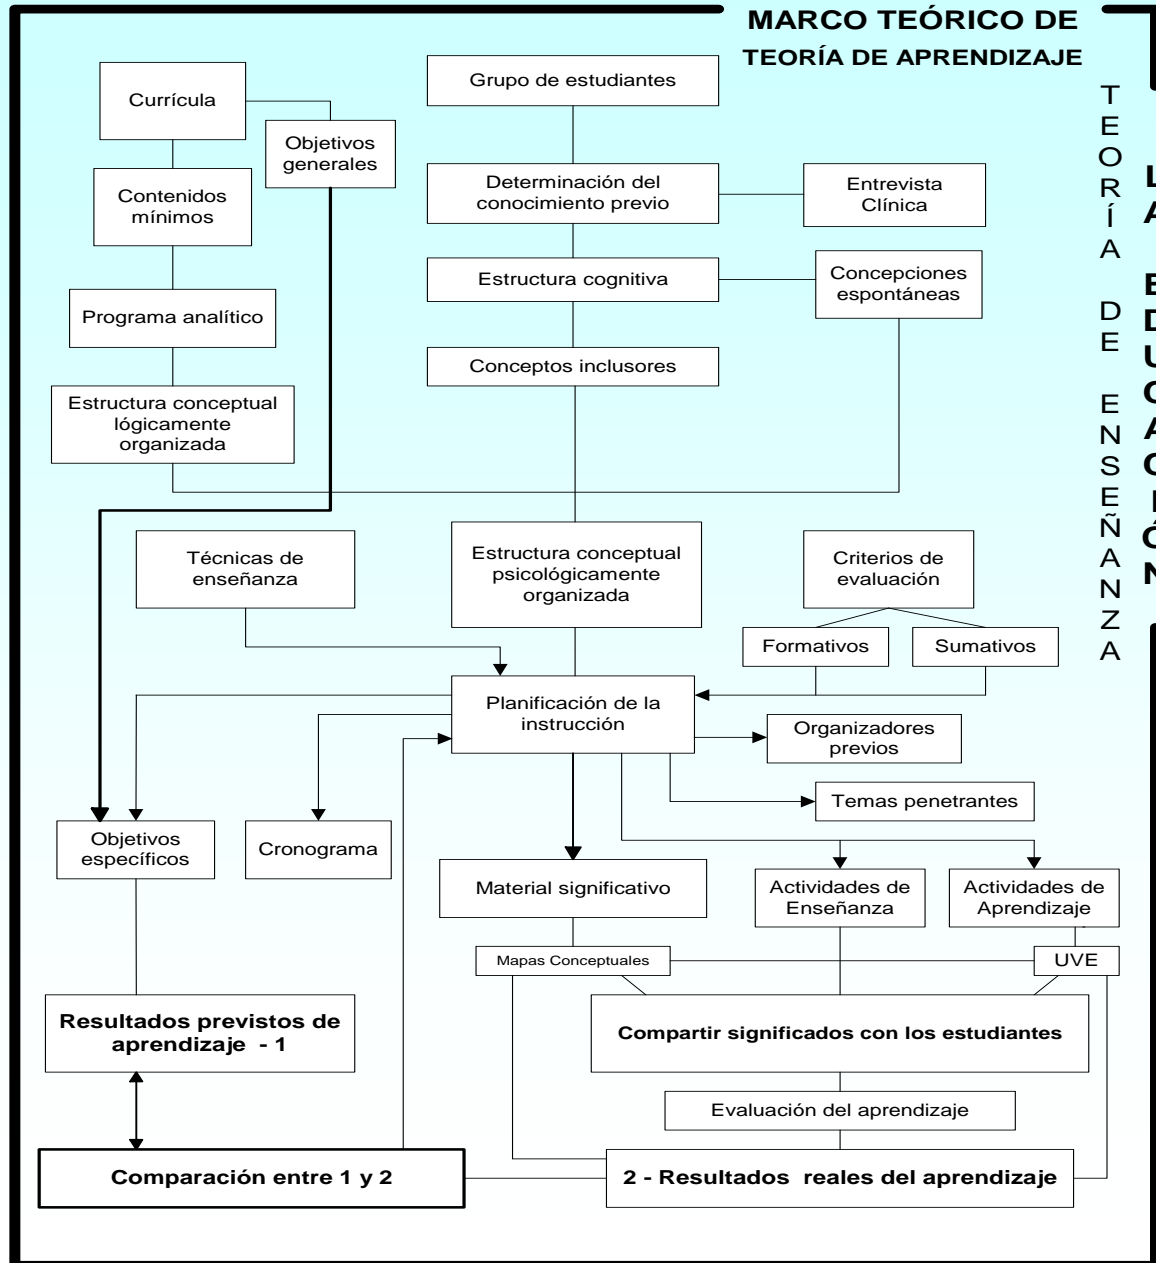 MARCO TEÓRICO DE
TEORÍA DE APRENDIZAJE
TEORÍA DE ENSEÑANZA
LA EDUCACIÓN
Currícula
Objetivos
generales
Contenidos
mínimos
Programa analítico
Estructura conceptual
lógicamente
organizada
Grupo de estudiantes
Determinación del
conocimiento previo
Entrevista
Clínica
Estructura cognitiva
Concepciones
espontáneas
Conceptos inclusores
Técnicas de
enseñanza
Estructura conceptual
psicológicamente
organizada
Criterios de
evaluación
Formativos
Sumativos
Planificación de la
instrucción
Organizadores
previos
Temas penetrantes
Objetivos
específicos
Cronograma
Material significativo
Actividades de
Enseñanza
Actividades de
Aprendizaje
Mapas Conceptuales
UVE
Resultados previstos de
aprendizaje - 1
Compartir significados con los estudiantes
Evaluación del aprendizaje
Comparación entre 1 y 2
2 - Resultados reales del aprendizaje